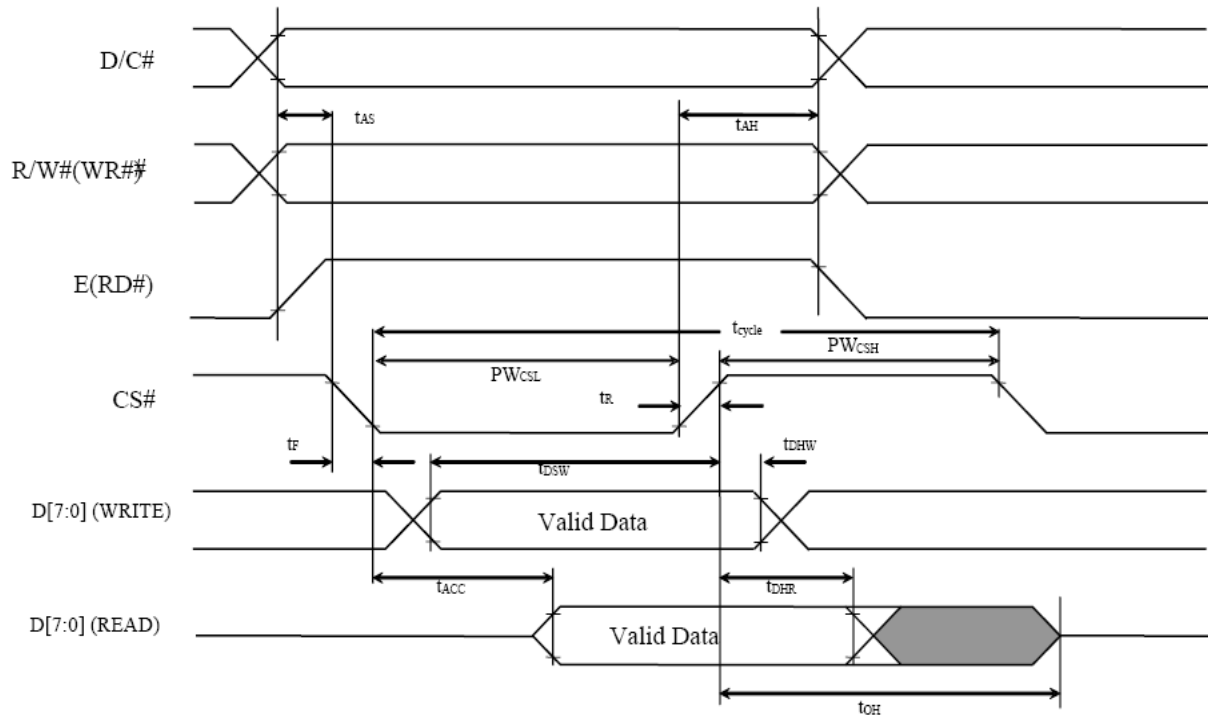 D/C#
tAS
tAH
R/W#(WR#)
E(RD#)
tcycle
PWCSH
PWCSL
CS#
tR
tF
tDSW
tDHW
D[7:0] (WRITE)
Valid Data
tACC
tDHR
D[7:0] (READ)
Valid Data
tOH